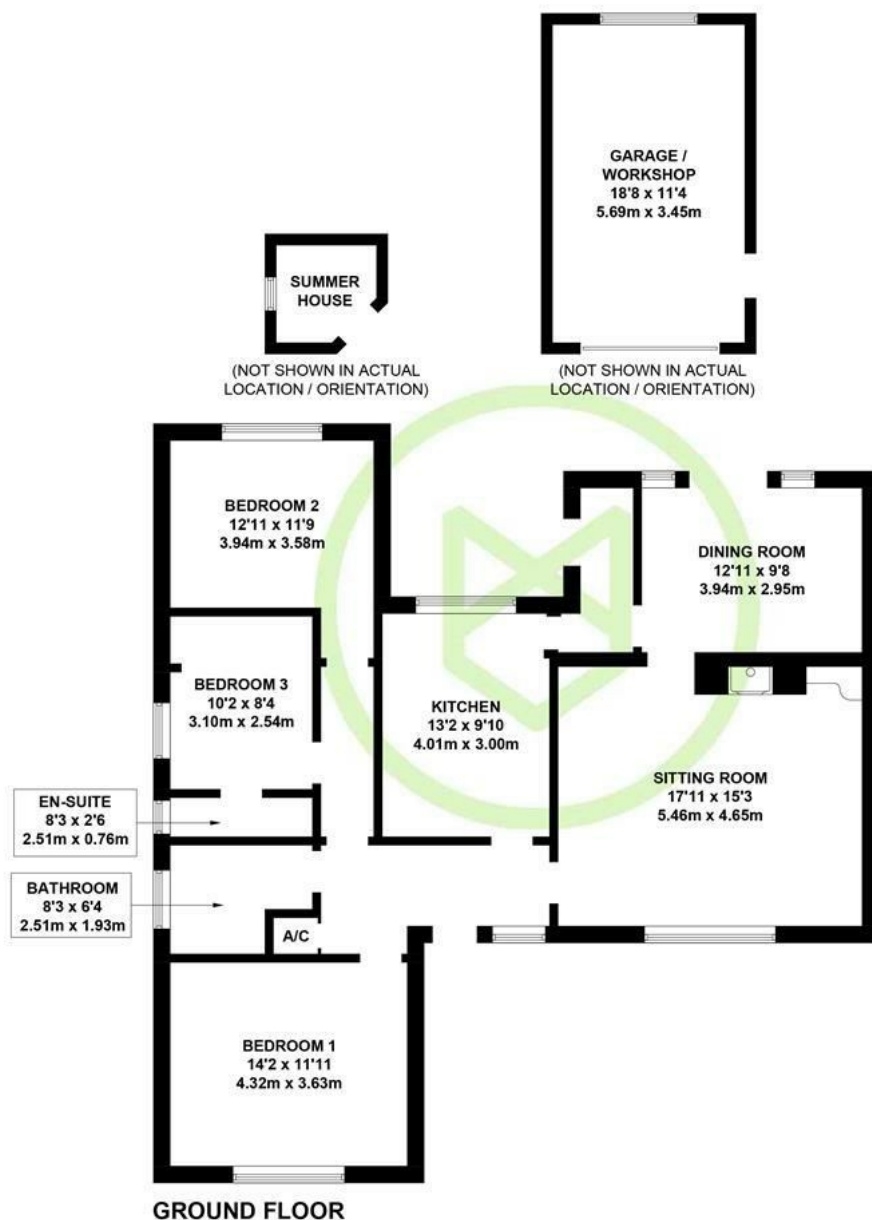 GARAGE /
WORKSHOP
18'8 x 11'4
5.69m x 3.45m
SUMMER
HOUSE
(NOT SHOWN IN ACTUAL
LOCATION / ORIENTATION)
(NOT SHOWN IN ACTUAL
LOCATION / ORIENTATION)
BEDROOM 2
12'11 x 11'9
3.94m x 3.58m
DINING ROOM
12'11 x 9'8
3.94m x 2.95m
BEDROOM 3
10'2 x 8'4
3.10m x 2.54m
KITCHEN
13'2 x 9'10
4.01m x 3.00m
SITTING ROOM
17'11 x 15'3
5.46m x 4.65m
EN-SUITE
8'3 x 2'6
2.51m x 0.76m
BATHROOM
8'3 x 6'4
2.51m x 1.93m
A/C
BEDROOM 1
14'2 x 11'11
4.32m x 3.63m
GROUND FLOOR